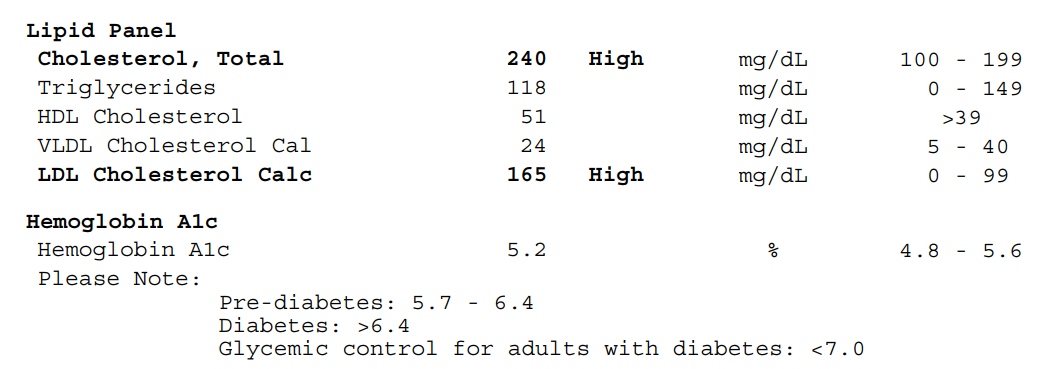 Lipid Panel
Cholesterol, Total 240 High mg/dL 100 - 199
Triglycerides 118 mg/dL 0 - 149
HDL Cholesterol 51 mg/dL >39
VLDL Cholesterol Cal 24 mg/dL 5 - 40
LDL Cholesterol Calc 165 High mg/dL 0 - 99
Hemoglobin A1c
Hemoglobin A1c 5.2 % 4.8 - 5.6
Please Note:
Pre-diabetes: 5.7 - 6.4
Diabetes: >6.4
Glycemic control for adults with diabetes: <7.0